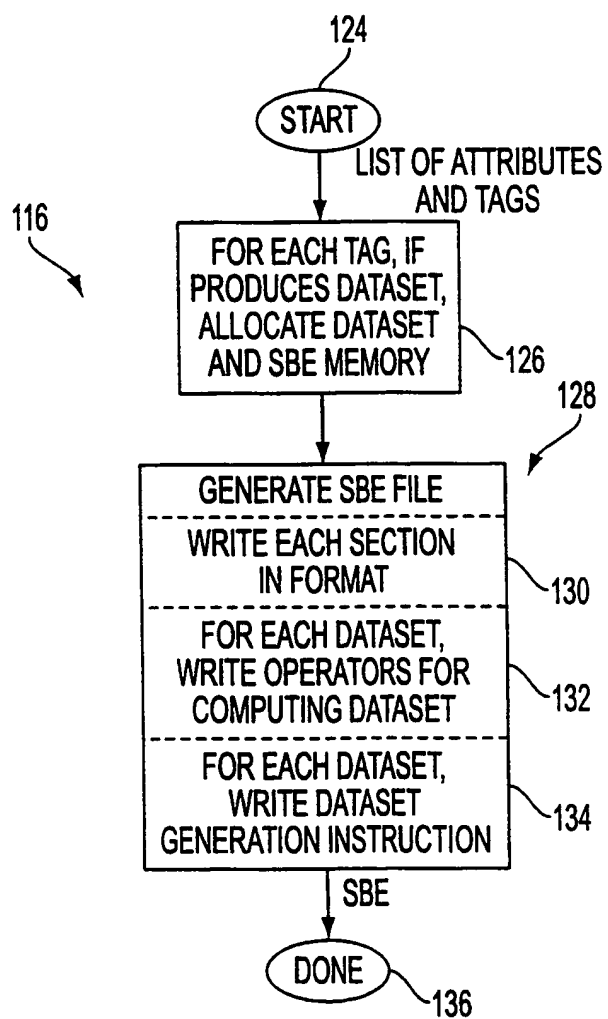 124
START
LIST OF ATTRIBUTES
AND TAGS
116
FOR EACH TAG, IF
PRODUCES DATASET,
ALLOCATE DATASET
AND SBE MEMORY
126
128
GENERATE SBE FILE
WRITE EACH SECTION
IN FORMAT
130
FOR EACH DATASET,
WRITE OPERATORS FOR
COMPUTING DATASET
132
FOR EACH DATASET,
WRITE DATASET
GENERATION INSTRUCTION
134
SBE
DONE
136